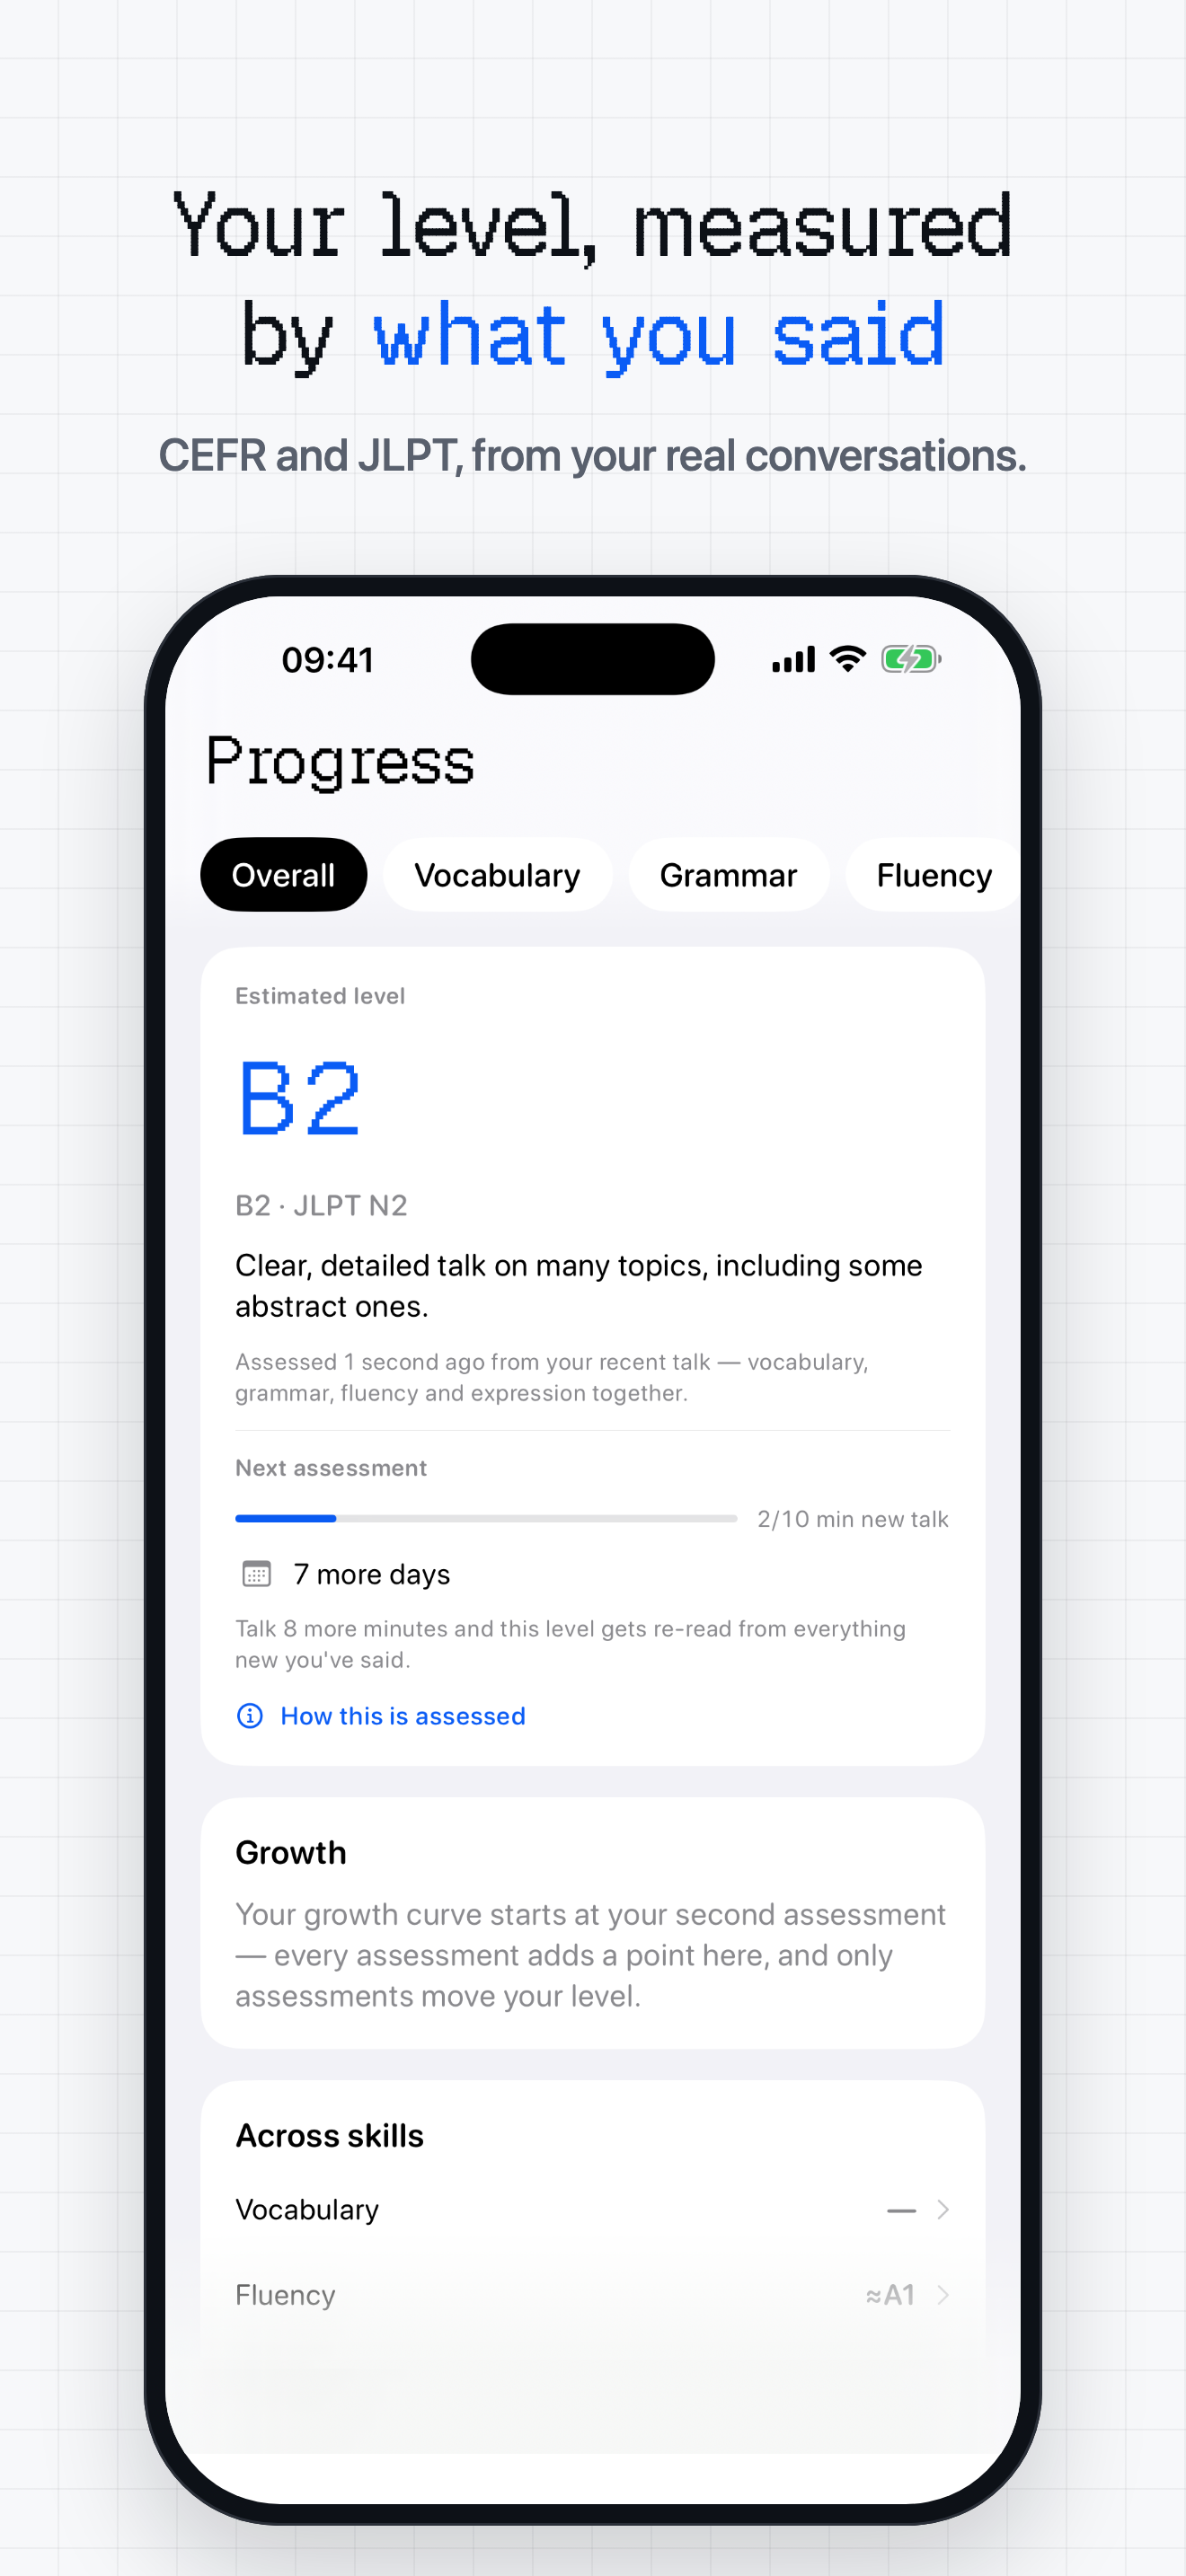 Your level, measured
by what you said
CEFR and JLPT, from your real conversations.
09:41
Progress
Overall
Vocabulary
Grammar
Fluency
Estimated level
B2
B2 · JLPT N2
Clear, detailed talk on many topics, including some
abstract ones.
Assessed 1 second ago from your recent talk — vocabulary,
grammar, fluency and expression together.
Next assessment
2/10 min new talk
7 more days
Talk 8 more minutes and this level gets re-read from everything
new you've said.
How this is assessed
Growth
Your growth curve starts at your second assessment
— every assessment adds a point here, and only
assessments move your level.
Across skills
Vocabulary —
Fluency ≈A1